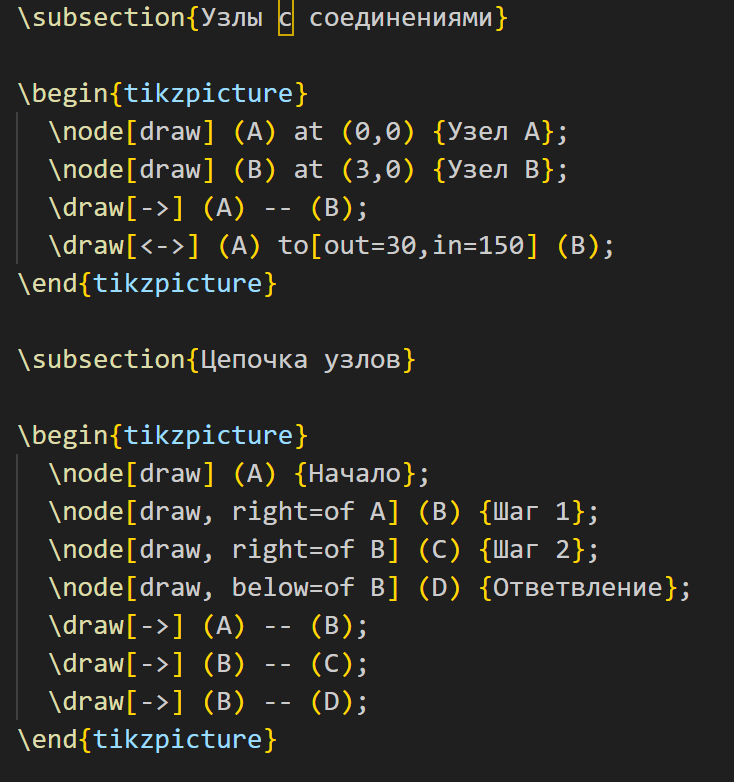 \subsection{Узлы с соединениями}
\begin{tikzpicture}
\node[draw] (A) at (0,0) {Узел A};
\node[draw] (B) at (3,0) {Узел B};
\draw[->] (A) -- (B);
\draw[<->] (A) to[out=30,in=150] (B);
\end{tikzpicture}
\subsection{Цепочка узлов}
\begin{tikzpicture}
\node[draw] (A) {Начало};
\node[draw, right=of A] (B) {Шаг 1};
\node[draw, right=of B] (C) {Шаг 2};
\node[draw, below=of B] (D) {Ответвление};
\draw[->] (A) -- (B);
\draw[->] (B) -- (C);
\draw[->] (B) -- (D);
\end{tikzpicture}